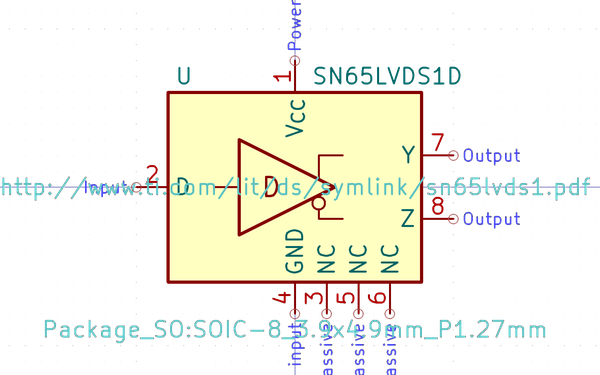 Power
1
U
SN65LVDS1D
Vcc
Y
7
Output
Input
2
D
D
http://www.ti.com/lit/ds/symlink/sn65lvds1.pdf
Z
8
Output
GND
NC
NC
NC
4
3
5
6
Package_SO:SOIC-8_3.9x4.9mm_P1.27mm
input
assive
assive
assive